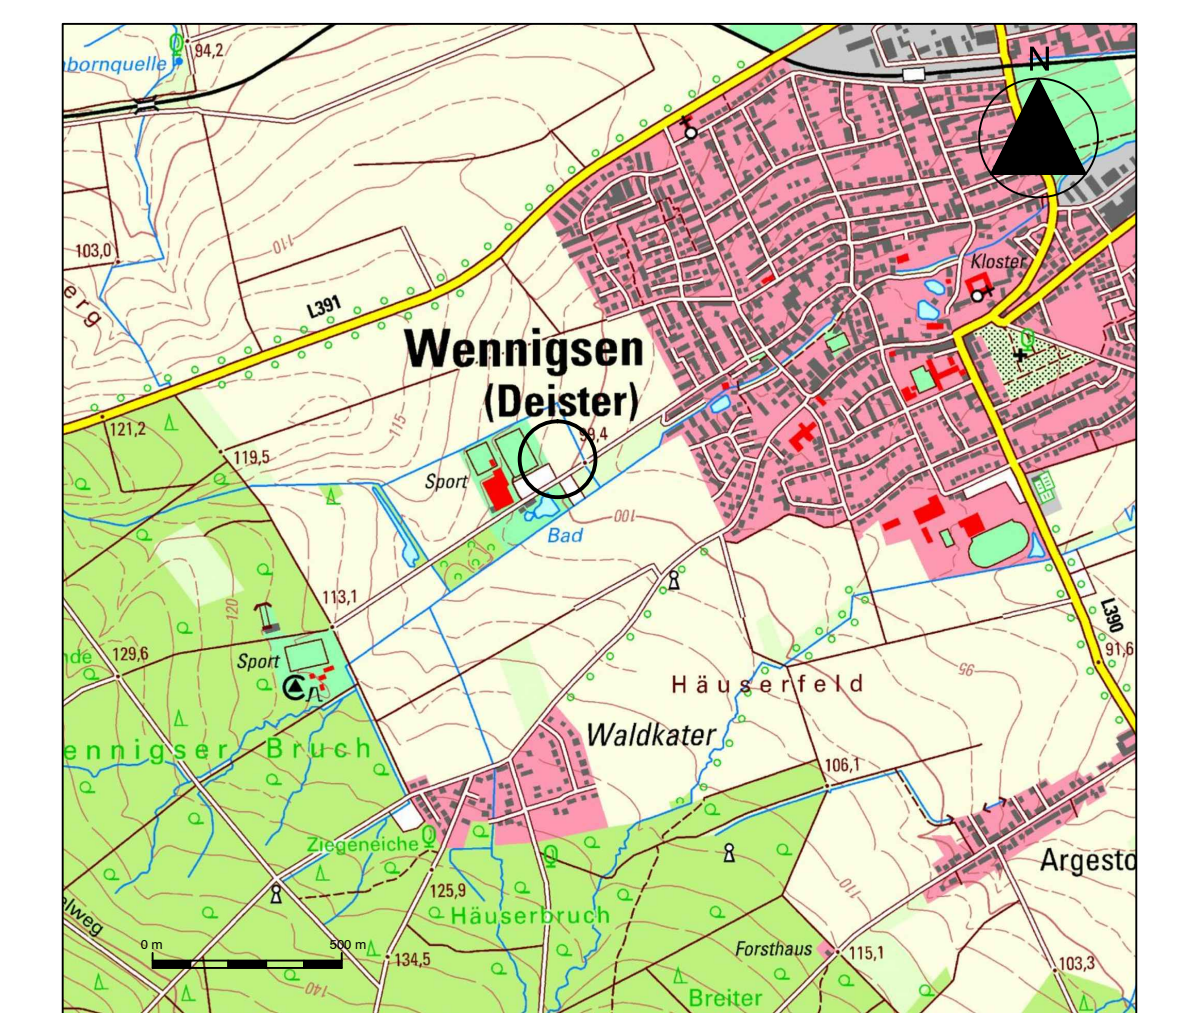 94,2
N
bornquelle
103,0
110
Kloster
erg
L391
Wennigsen
(Deister)
121,2
115
99,4
119,5
Sport
100
Bad
120
113,1
L390
nde
129,6
Sport
91,6
95
Häuserfeld
ennigser Bruch
Waldkater
106,1
Ziegeneiche
Argesto
125,9
110
Häuserbruch
elweg
0 m
500 m
134,5
Forsthaus
115,1
103,3
140
Breiter